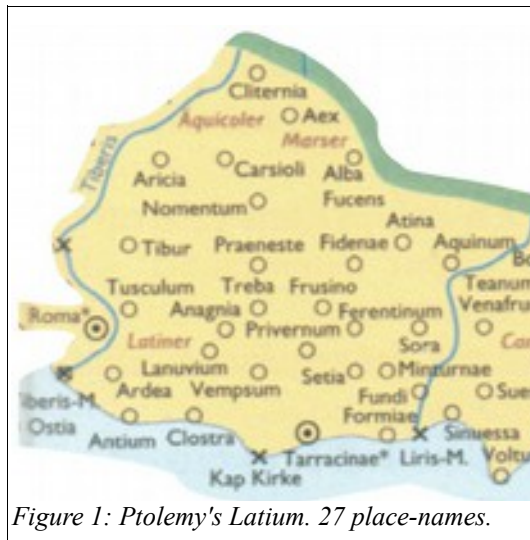 Cliternia
Aex
Aquicoler
Marser
Tiberis
Aricia
Carsioli
Alba
Fucens
Nomentum
Atina
Tibur
Praeneste
Fidenae
Aquinum
Tusculum
Treba
Frusino
Teanum
Roma*
Anagnia
Ferentinum
Venafru
Latiner
Privernum
Sora
Lanuvium
Setia
Minturnae
Ardea
Vempsum
Fundi
Sue
Tiberis-M.
Formiae
Ostia
Antium
Clostra
Sinuessa
Tarracinae*
Liris-M.
Voltu
Kap Kirke
Figure 1: Ptolemy's Latium. 27 place-names.